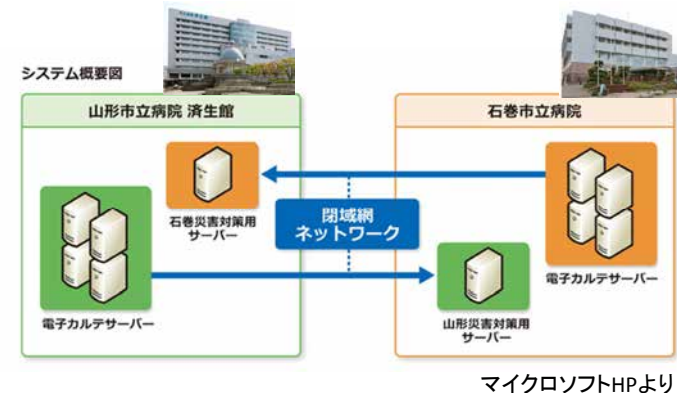 システム概要図
山形市立病院 済生館
石巻市立病院
石巻災害対策用
サーバー
閉域網
ネットワーク
電子カルテサーバー
電子カルテサーバー
山形災害対策用
サーバー
マイクロソフトHPより